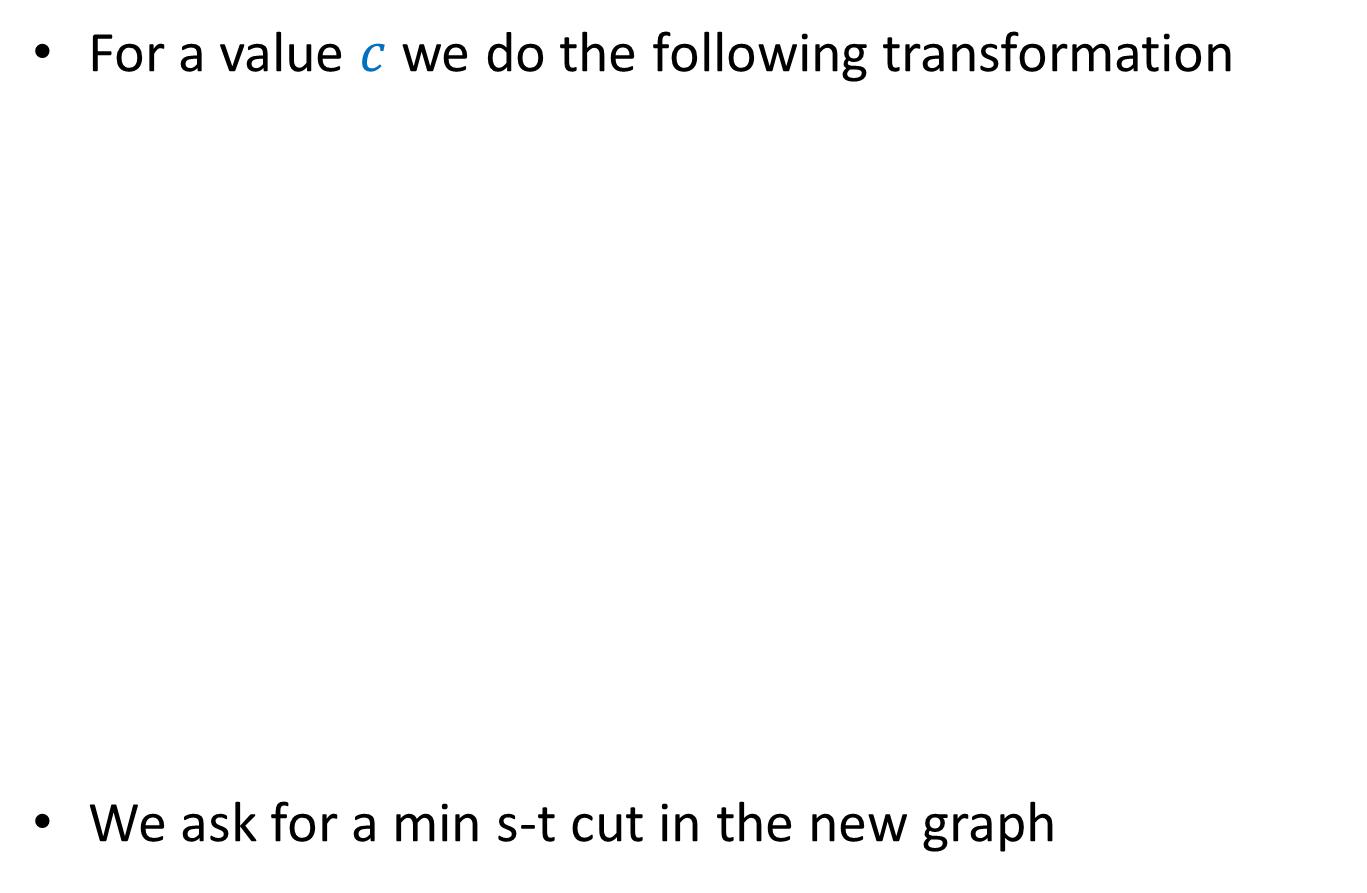 • For a value c we do the following transformation
• We ask for a min s-t cut in the new graph